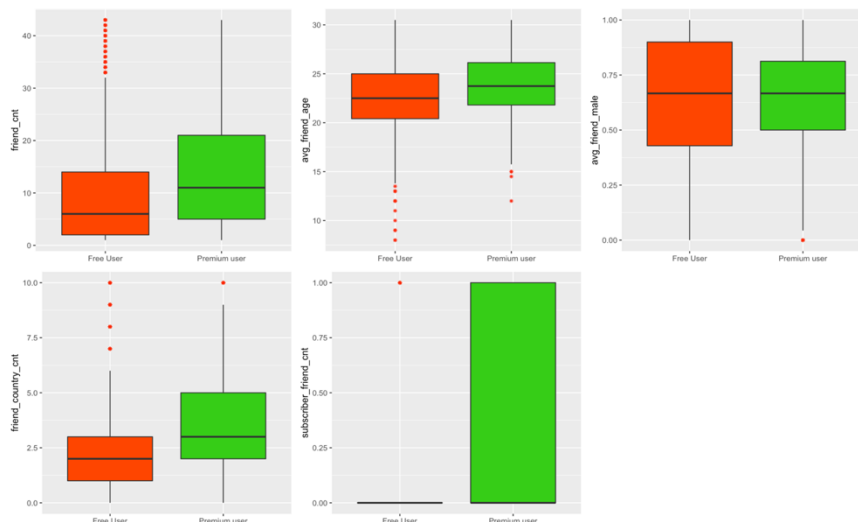 friend_cnt
40
30
20
10
0
Free User
Premium user
avg_friend_age
30
25
20
15
10
Free User
Premium user
avg_friend_male
1.00
0.75
0.50
0.25
0.00
Free User
Premium user
friend_country_cnt
10.0
7.5
5.0
2.5
0.0
Free User
Premium user
subscriber_friend_cnt
1.00
0.75
0.50
0.25
0.00
Free User
Premium user